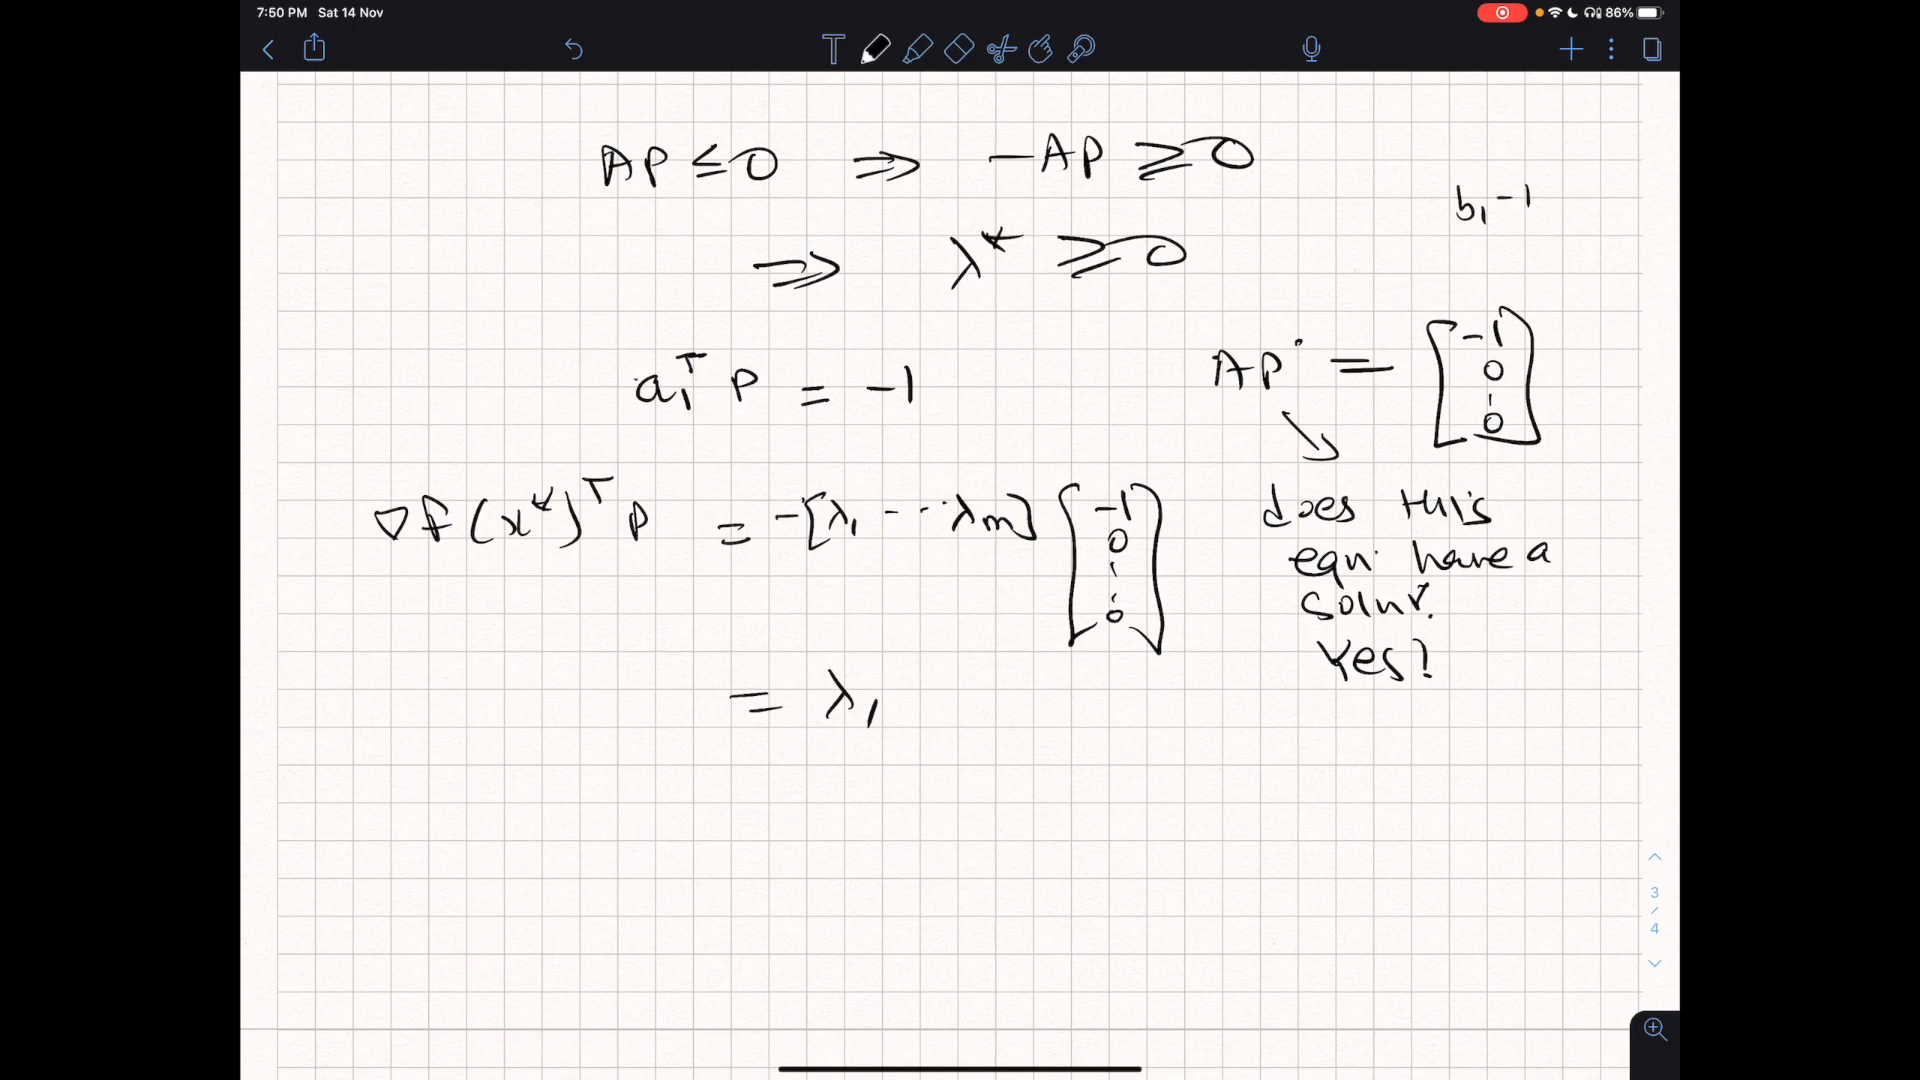 7:50 PM Sat 14 Nov
86%
AP ≤ 0 ⇒ -AP ≥ 0
b₁ - 1
⇒ λ* ≥ 0
a₁ᵀ P = -1
AP = [-1 0 ⋮ 0]
∇f(x*)ᵀ P = -[λ₁ --- λm] [-1 0 ⋮ 0]
does this
eqn. have a
soln?
Yes!
= λ₁
3
/
4